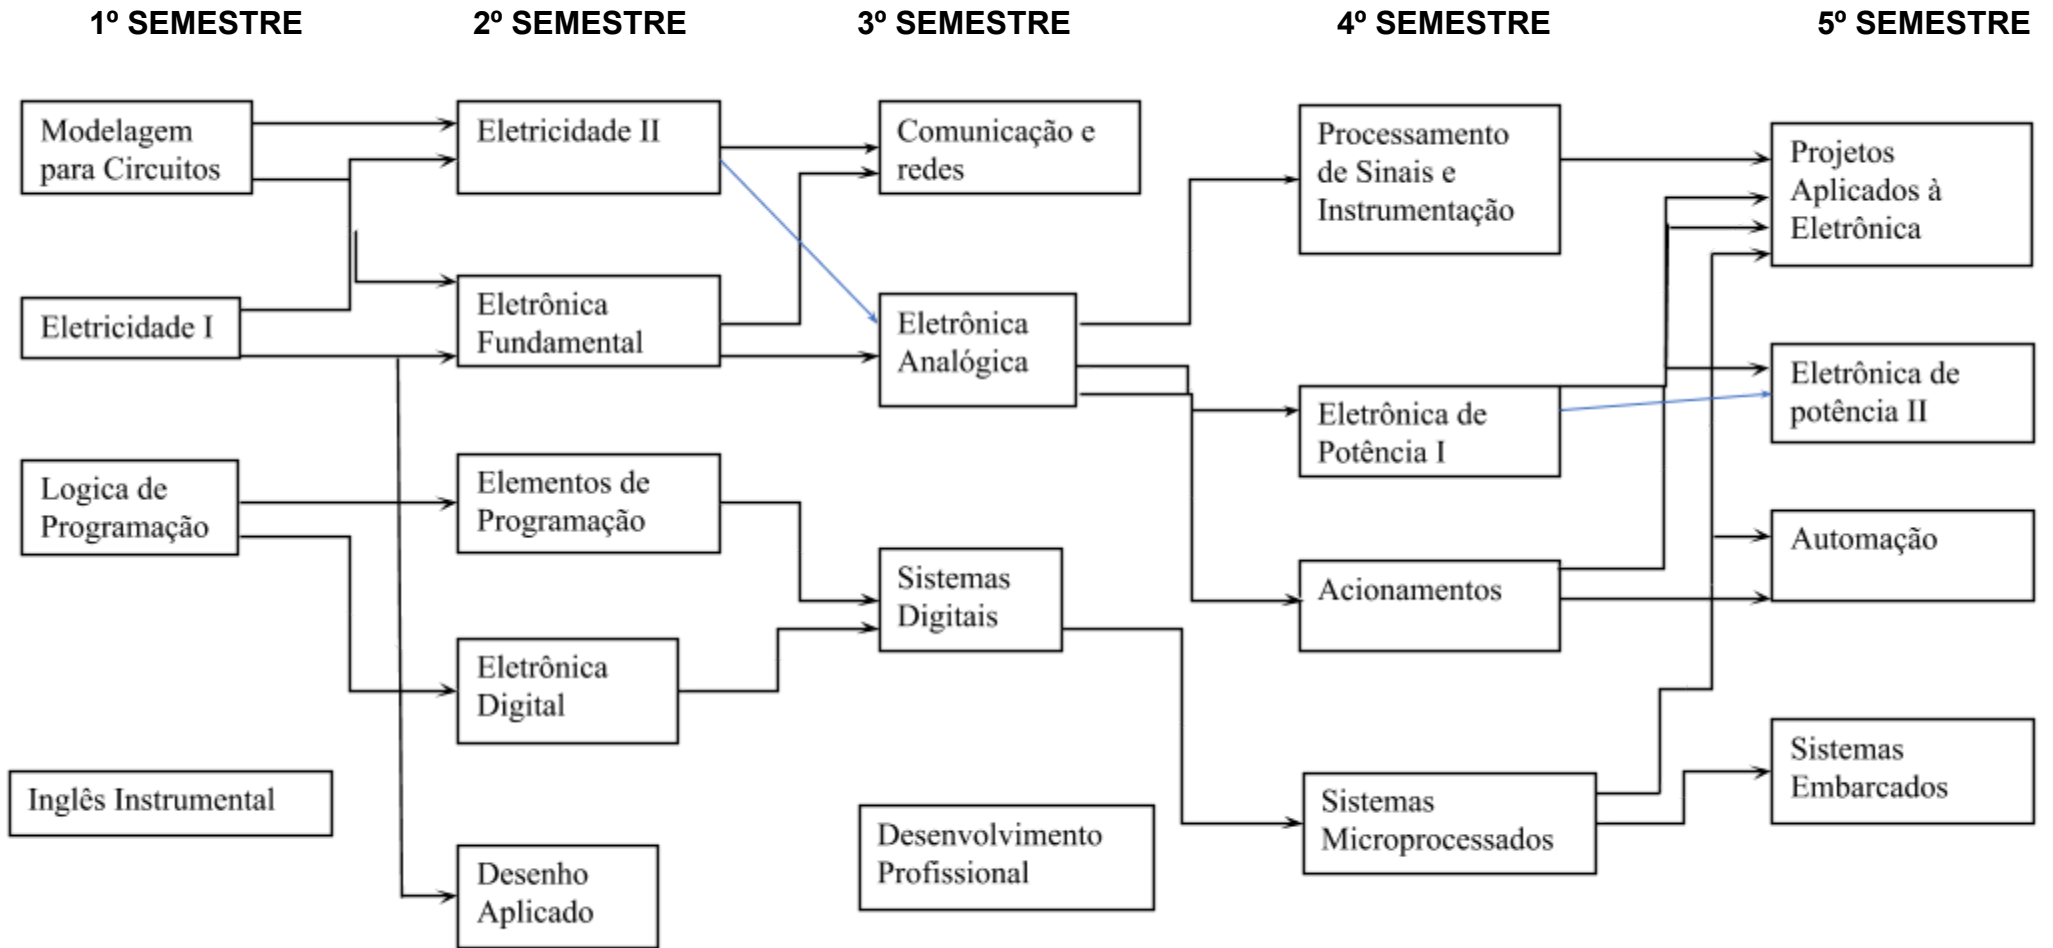 1º SEMESTRE
2º SEMESTRE
3º SEMESTRE
4º SEMESTRE
5º SEMESTRE
Modelagem
para Circuitos
Eletricidade I
Logica de
Programação
Inglês Instrumental
Eletricidade II
Eletrônica
Fundamental
Elementos de
Programação
Eletrônica
Digital
Desenho
Aplicado
Comunicação e
redes
Eletrônica
Analógica
Sistemas
Digitais
Desenvolvimento
Profissional
Processamento
de Sinais e
Instrumentação
Eletrônica de
Potência I
Acionamentos
Sistemas
Microprocessados
Projetos
Aplicados à
Eletrônica
Eletrônica de
potência II
Automação
Sistemas
Embarcados